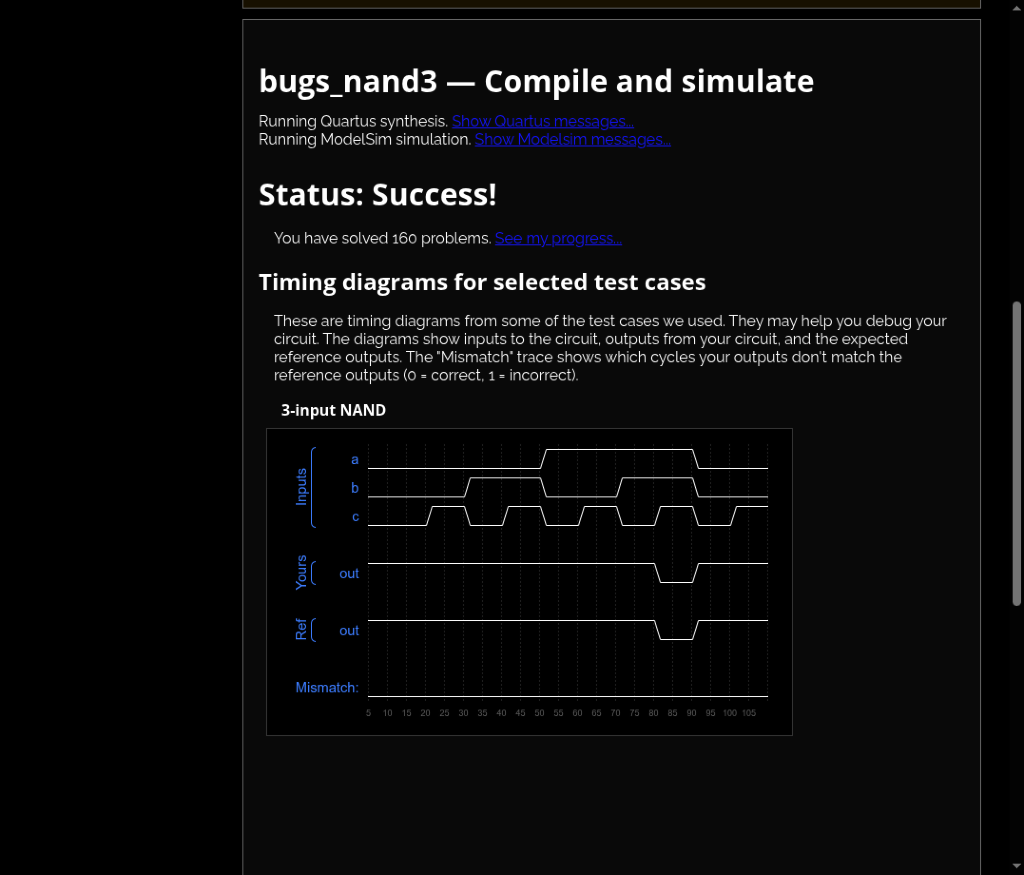 bugs_nand3 — Compile and simulate
Running Quartus synthesis. Show Quartus messages...
Running ModelSim simulation. Show Modelsim messages...
Status: Success!
You have solved 160 problems. See my progress...
Timing diagrams for selected test cases
These are timing diagrams from some of the test cases we used. They may help you debug your
circuit. The diagrams show inputs to the circuit, outputs from your circuit, and the expected
reference outputs. The "Mismatch" trace shows which cycles your outputs don't match the
reference outputs (0 = correct, 1 = incorrect).
3-input NAND
Inputs
a
b
c
Yours
out
Ref
out
Mismatch:
5 10 15 20 25 30 35 40 45 50 55 60 65 70 75 80 85 90 95 100 105